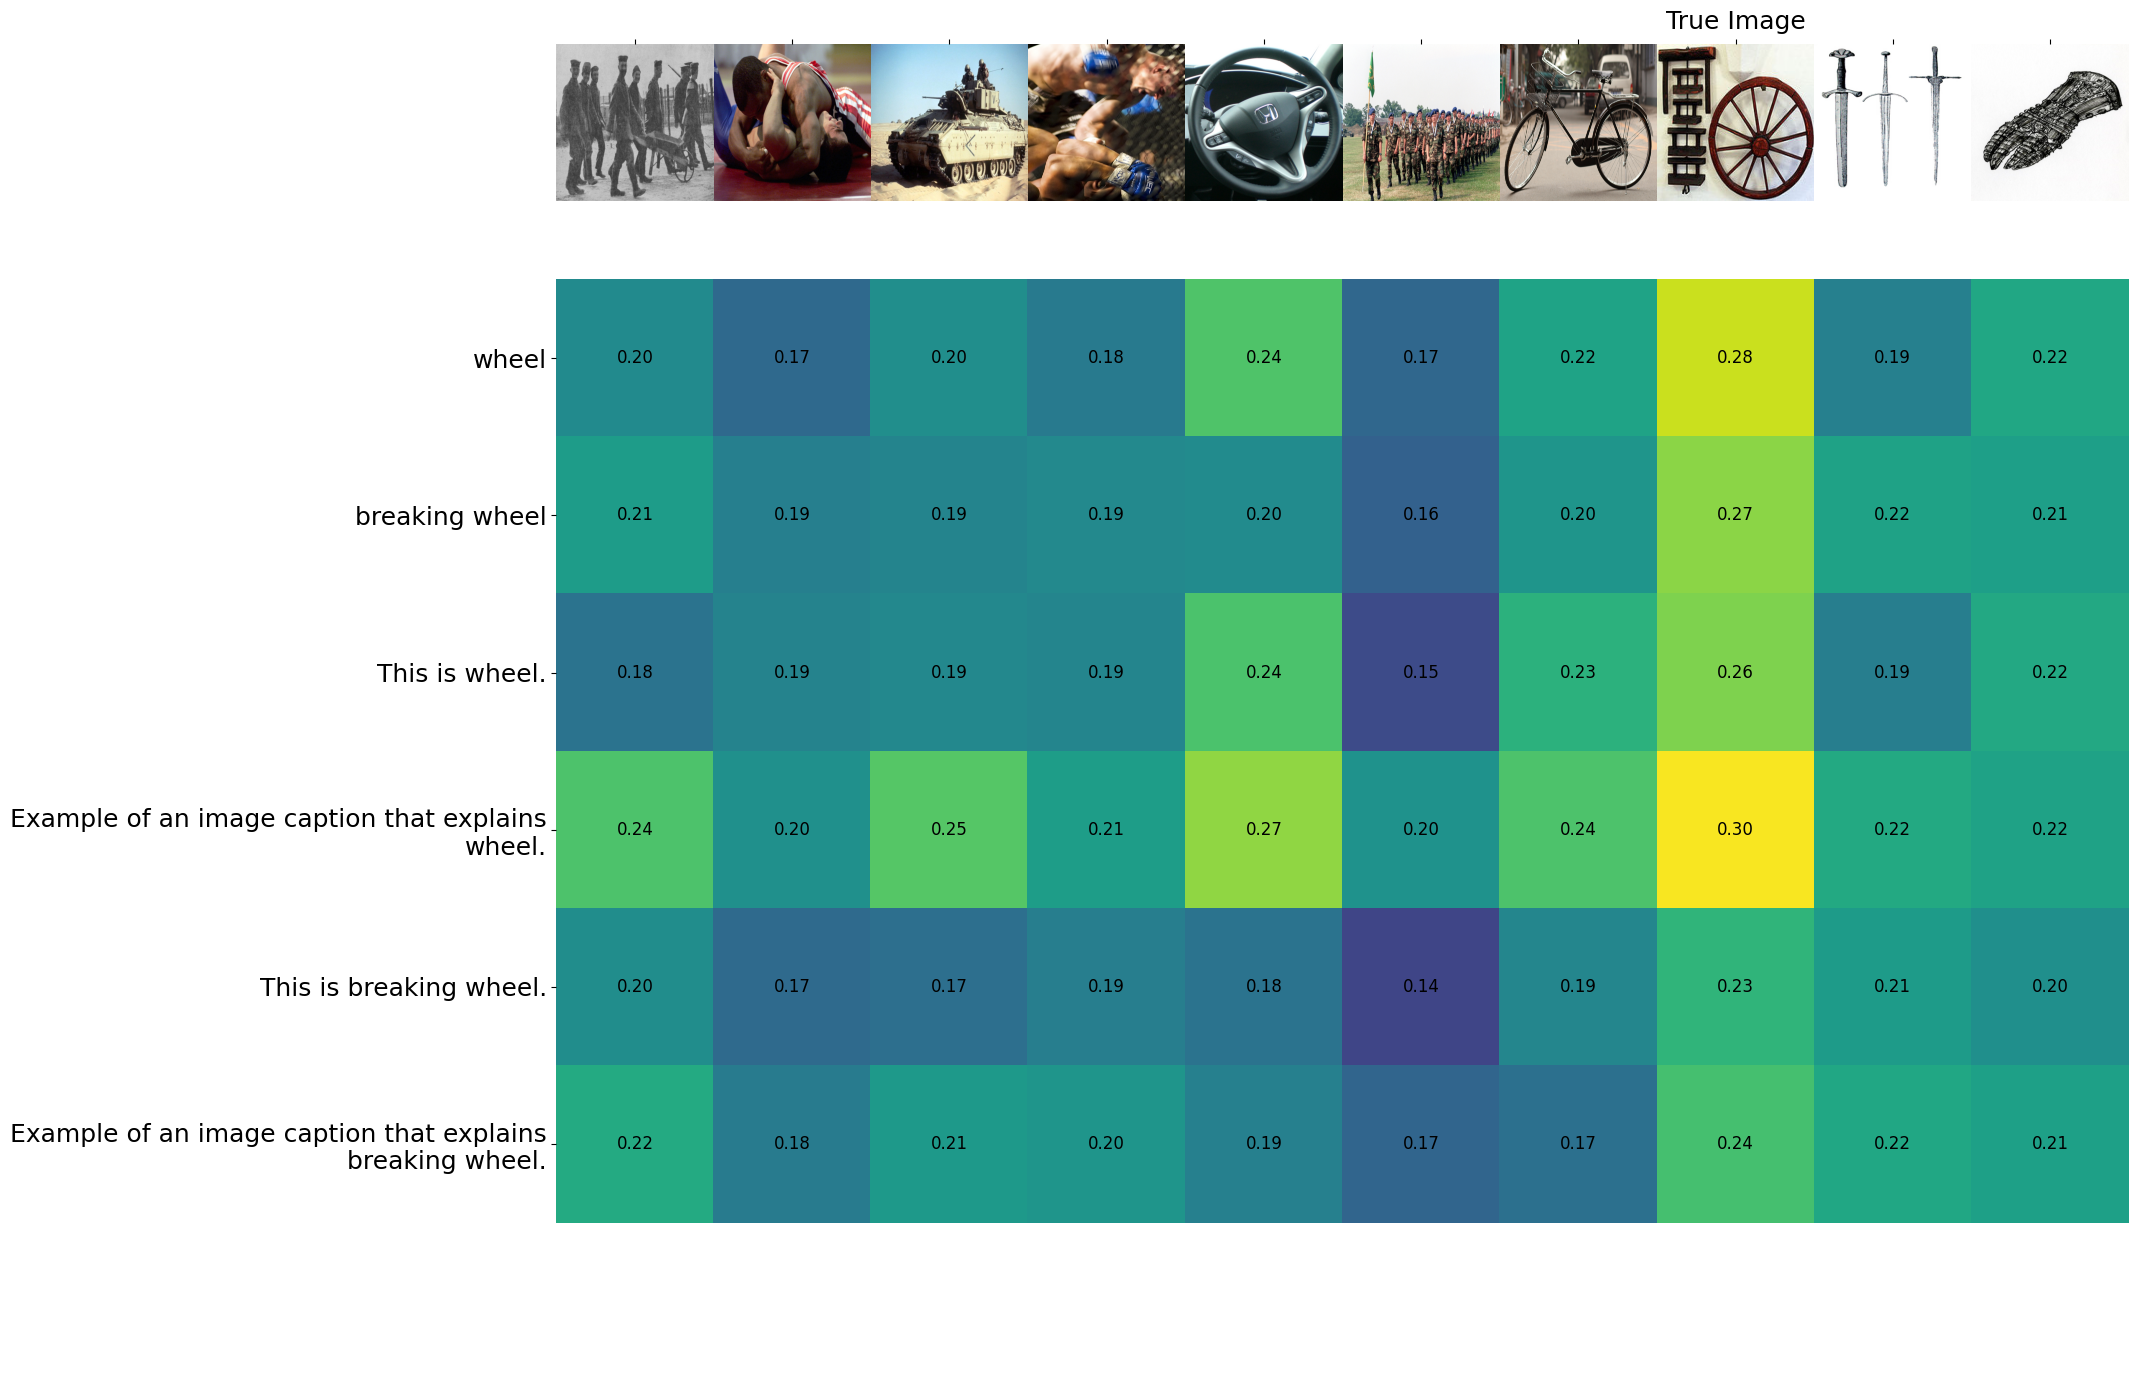 True Image
wheel
0.20 0.17 0.20 0.18 0.24 0.17 0.22 0.28 0.19 0.22
breaking wheel
0.21 0.19 0.19 0.19 0.20 0.16 0.20 0.27 0.22 0.21
This is wheel.
0.18 0.19 0.19 0.19 0.24 0.15 0.23 0.26 0.19 0.22
Example of an image caption that explains
wheel.
0.24 0.20 0.25 0.21 0.27 0.20 0.24 0.30 0.22 0.22
This is breaking wheel.
0.20 0.17 0.17 0.19 0.18 0.14 0.19 0.23 0.21 0.20
Example of an image caption that explains
breaking wheel.
0.22 0.18 0.21 0.20 0.19 0.17 0.17 0.24 0.22 0.21